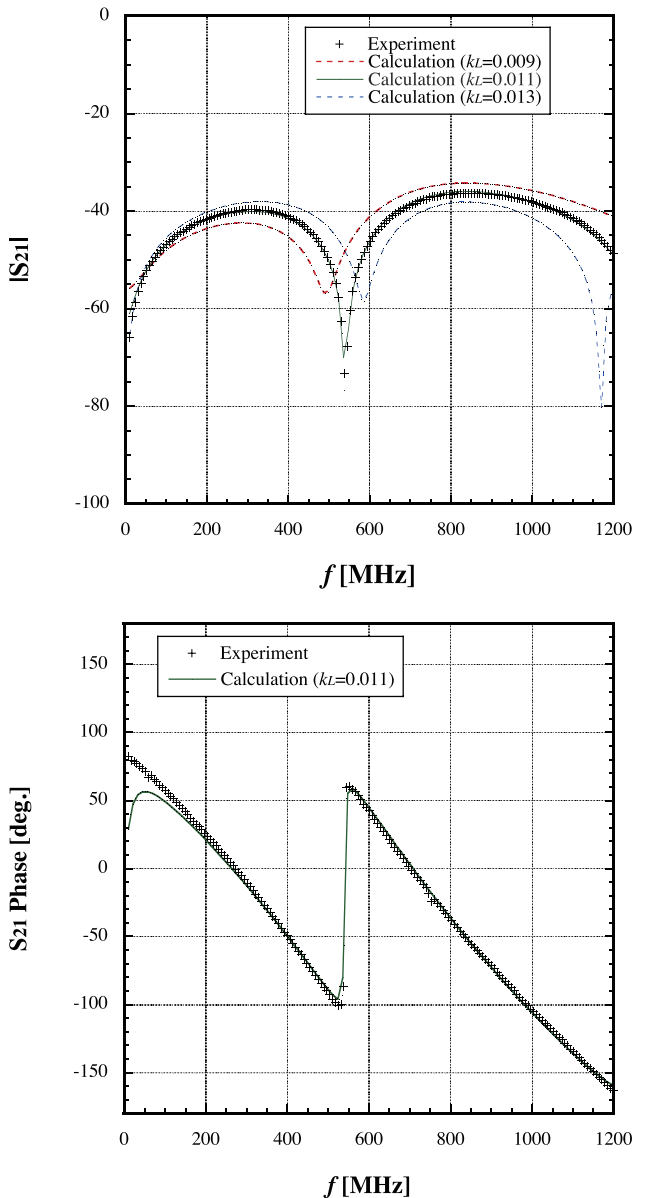 0
Experiment
Calculation (kL=0.009)
Calculation (kL=0.011)
Calculation (kL=0.013)
-20
-40
|S21|
-60
-80
-100
0 200 400 600 800 1000 1200
f [MHz]
Experiment
Calculation (kL=0.011)
150
100
50
S21 Phase [deg.]
0
-50
-100
-150
0 200 400 600 800 1000 1200
f [MHz]